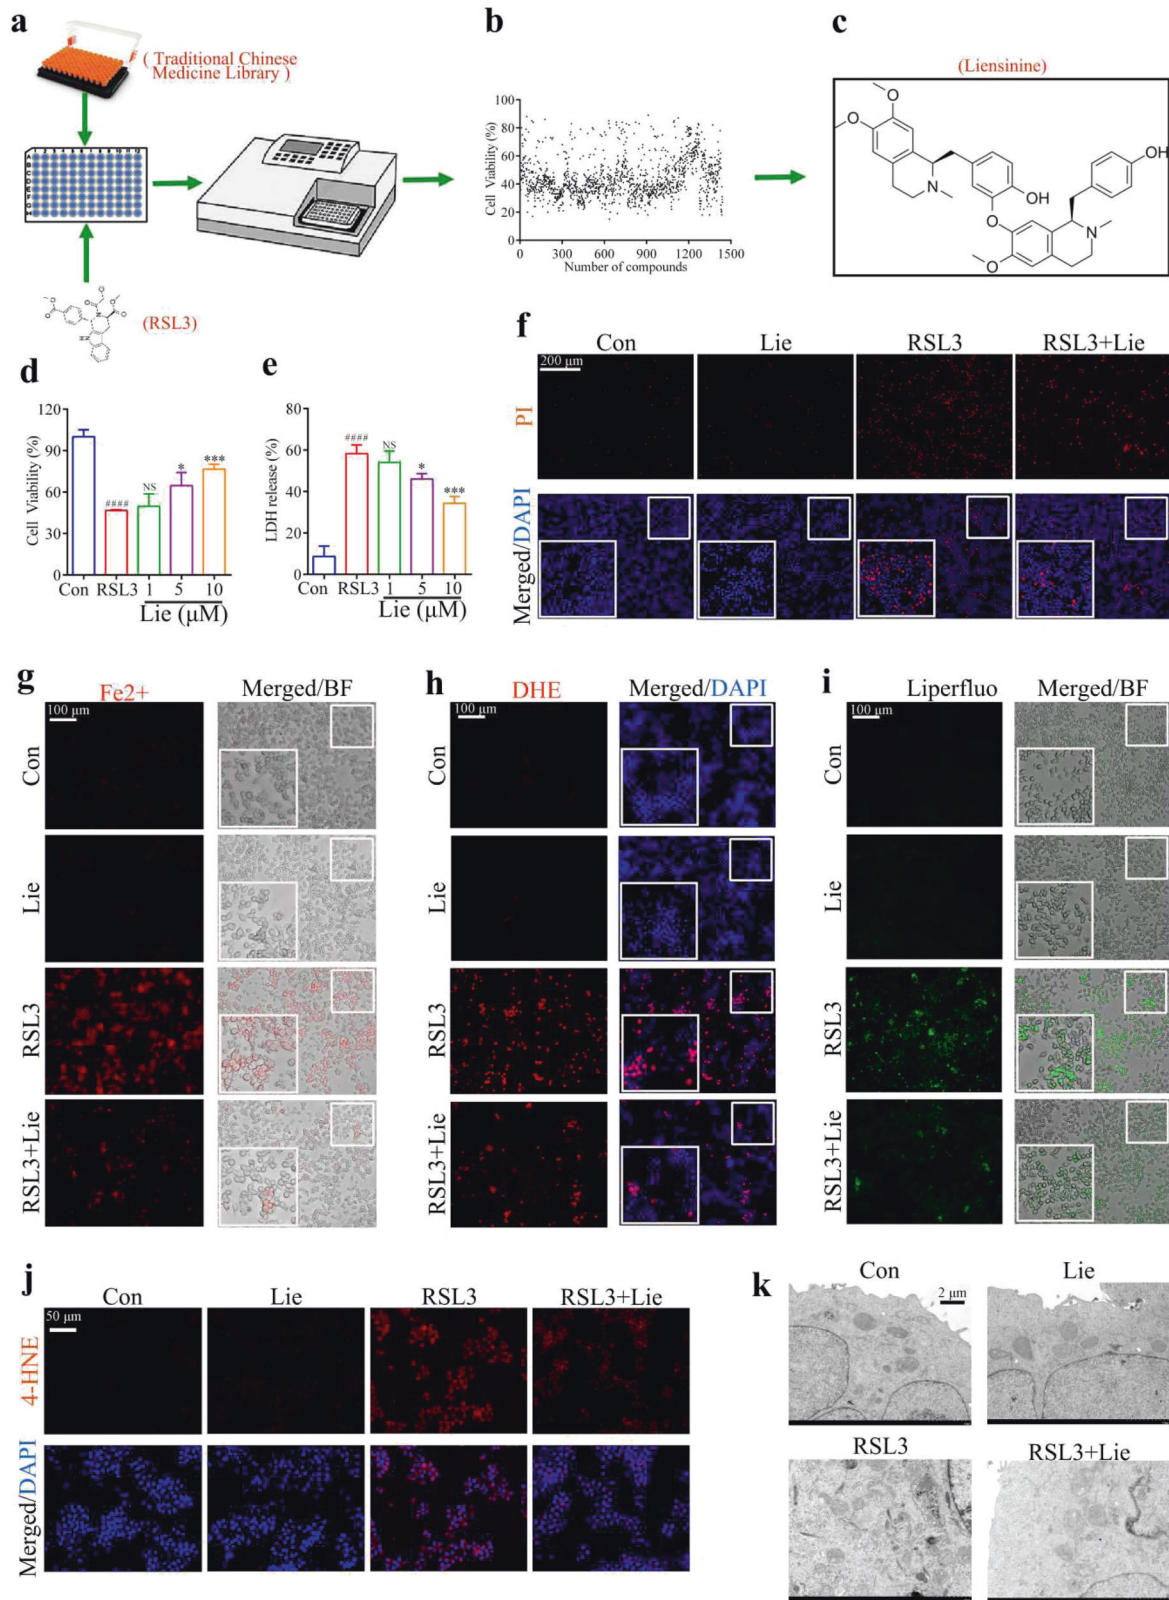 a
( Traditional Chinese
Medicine Library )
(RSL3)
b
Cell Viability (%)
100
80
60
40
20
0
0 300 600 900 1200 1500
Number of compounds
c
(Liensinine)
OH
OH
O
O
O
O
N
N
d
Cell Viability (%)
120
90
60
30
0
####
NS
*
***
Con RSL3 1 5 10
Lie (μM)
e
LDH release (%)
80
60
40
20
0
####
NS
*
***
Con RSL3 1 5 10
Lie (μM)
f
Con Lie RSL3 RSL3+Lie
200 μm
PI
Merged/DAPI
g
Fe2+ Merged/BF
100 μm
Con
Lie
RSL3
RSL3+Lie
h
DHE Merged/DAPI
100 μm
Con
Lie
RSL3
RSL3+Lie
i
Liperfluo Merged/BF
100 μm
Con
Lie
RSL3
RSL3+Lie
j
Con Lie RSL3 RSL3+Lie
50 μm
4-HNE
Merged/DAPI
k
Con Lie
2 μm
RSL3 RSL3+Lie